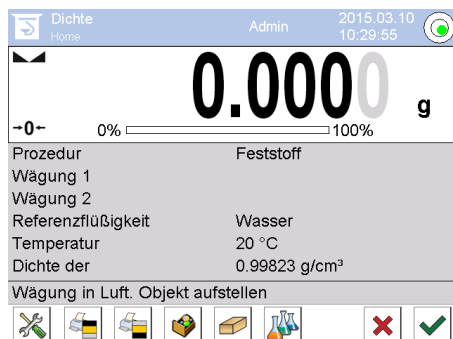 Dichte
Home
Admin
2015.03.10
10:29:55
0.0000 g
→0←
0% 100%
Prozedur Feststoff
Wägung 1
Wägung 2
Referenzflüßigkeit Wasser
Temperatur 20 °C
Dichte der 0.99823 g/cm³
Wägung in Luft. Objekt aufstellen